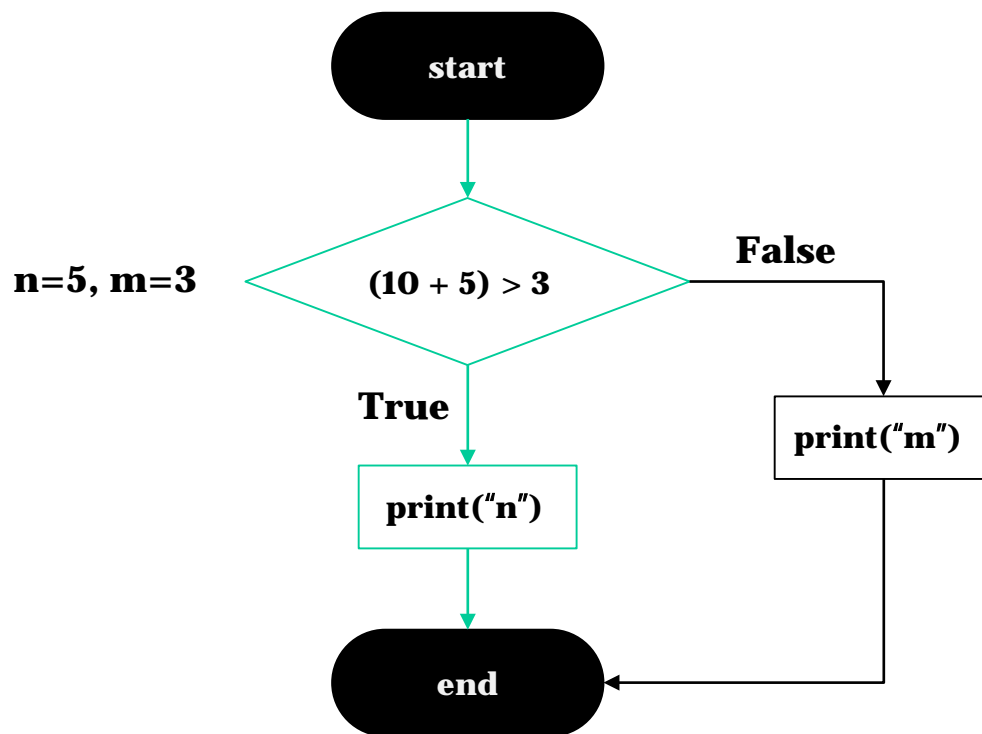 start
n=5, m=3
(10 + 5) > 3
False
True
print("m")
print("n")
end